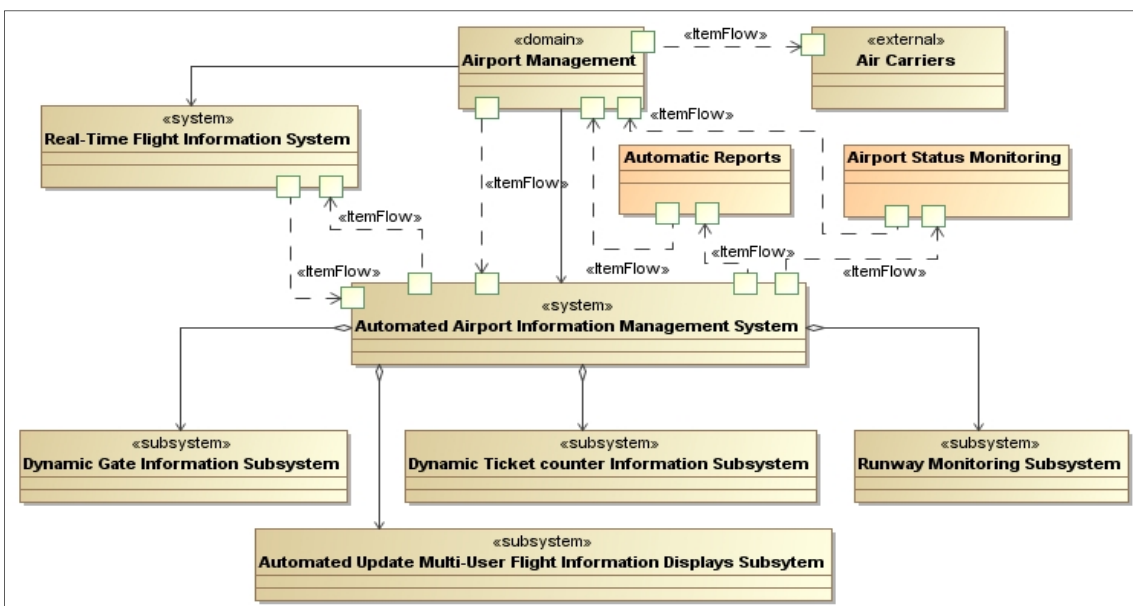 «domain»
Airport Management
«ItemFlow»
«external»
Air Carriers
«system»
Real-Time Flight Information System
«ItemFlow»
Automatic Reports
Airport Status Monitoring
«ItemFlow»
«ItemFlow»
«ItemFlow»
«ItemFlow»
«ItemFlow»
«system»
Automated Airport Information Management System
«subsystem»
Dynamic Gate Information Subsystem
«subsystem»
Dynamic Ticket counter Information Subsystem
«subsystem»
Runway Monitoring Subsystem
«subsystem»
Automated Update Multi-User Flight Information Displays Subsytem